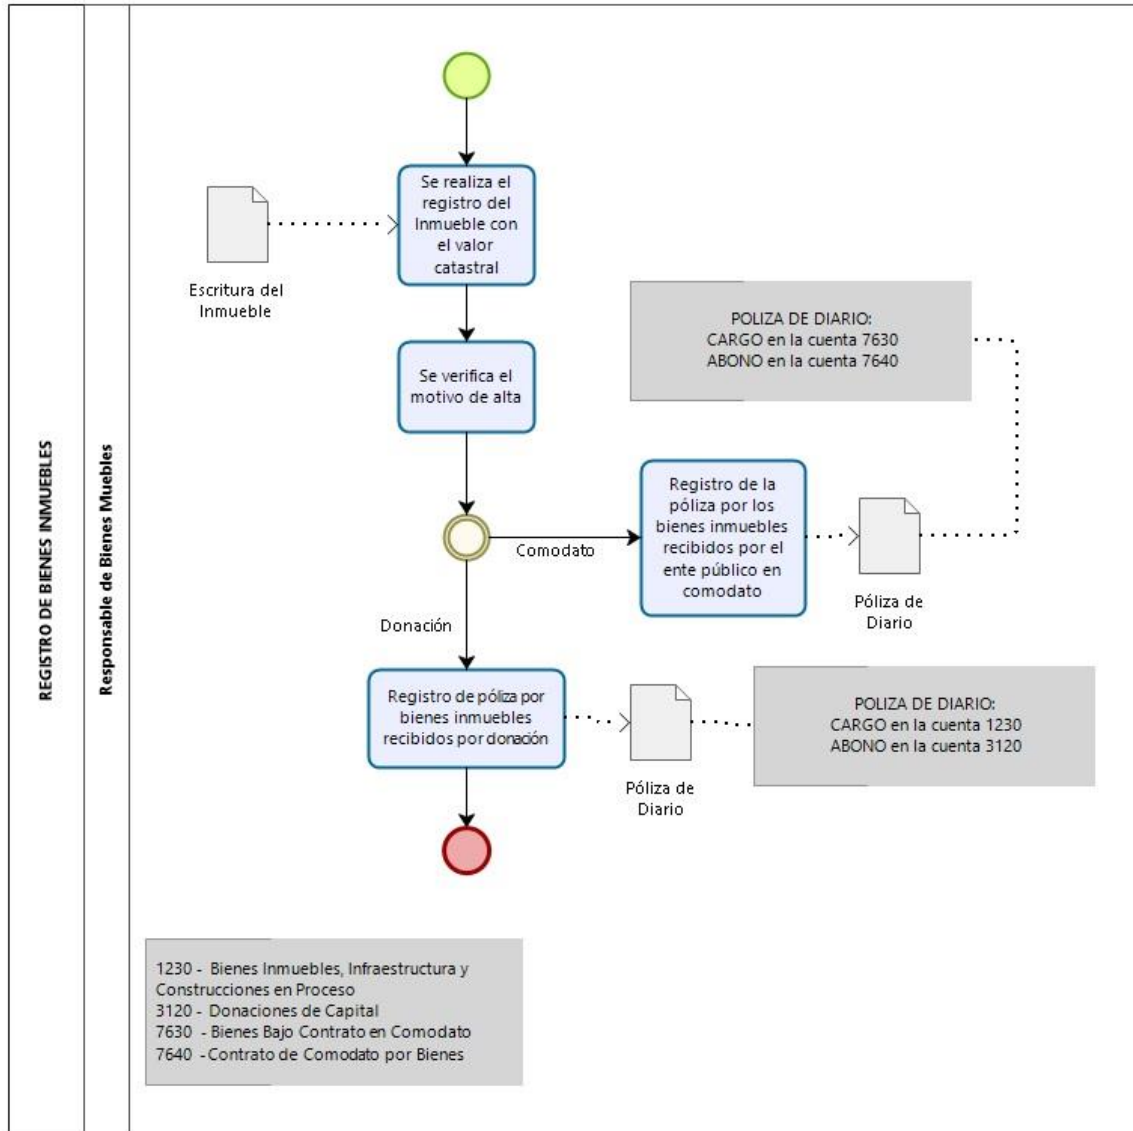 REGISTRO DE BIENES INMUEBLES
Responsable de Bienes Muebles
Se realiza el
registro del
Inmueble con
el valor
catastral
Escritura del
Inmueble
Se verifica el
motivo de alta
POLIZA DE DIARIO:
CARGO en la cuenta 7630
ABONO en la cuenta 7640
Comodato
Registro de la
póliza por los
bienes inmuebles
recibidos por el
ente público en
comodato
Póliza de
Diario
Donación
Registro de póliza por
bienes inmuebles
recibidos por donación
Póliza de
Diario
POLIZA DE DIARIO:
CARGO en la cuenta 1230
ABONO en la cuenta 3120
1230 - Bienes Inmuebles, Infraestructura y
Construcciones en Proceso
3120 - Donaciones de Capital
7630 - Bienes Bajo Contrato en Comodato
7640 - Contrato de Comodato por Bienes